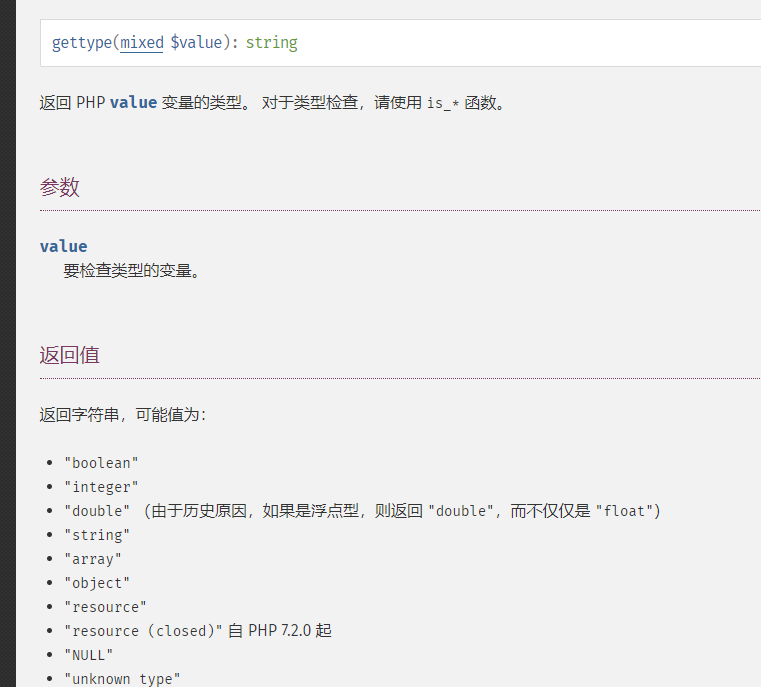 gettype(mixed $value): string
返回 PHP value 变量的类型。 对于类型检查，请使用 is_* 函数。
参数
value
要检查类型的变量。
返回值
返回字符串，可能值为：
"boolean"
"integer"
"double" （由于历史原因，如果是浮点型，则返回 "double"，而不仅仅是 "float"）
"string"
"array"
"object"
"resource"
"resource (closed)" 自 PHP 7.2.0 起
"NULL"
"unknown type"